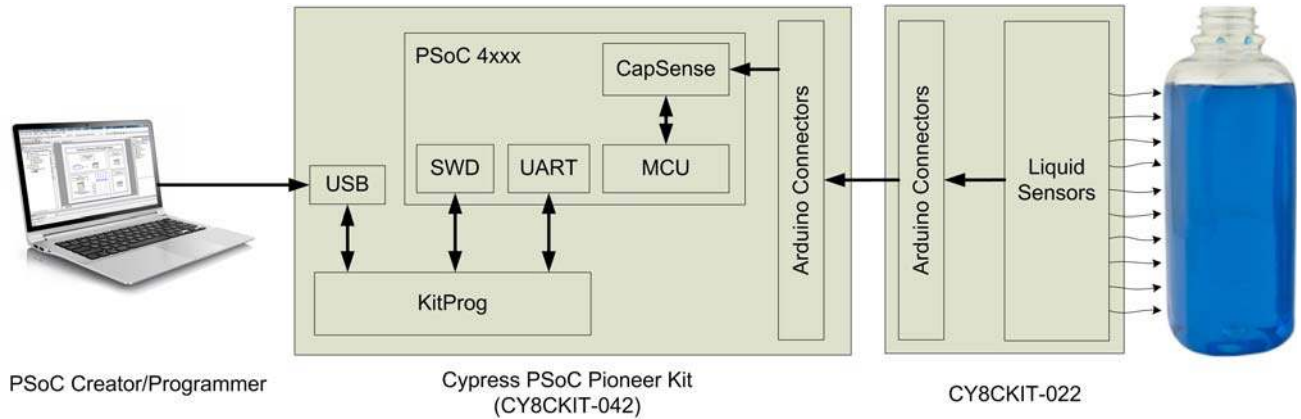 PSoC 4xxx
CapSense
SWD
UART
MCU
USB
KitProg
Arduino Connectors
Arduino Connectors
Liquid
Sensors
PSoC Creator/Programmer
Cypress PSoC Pioneer Kit
(CY8CKIT-042)
CY8CKIT-022